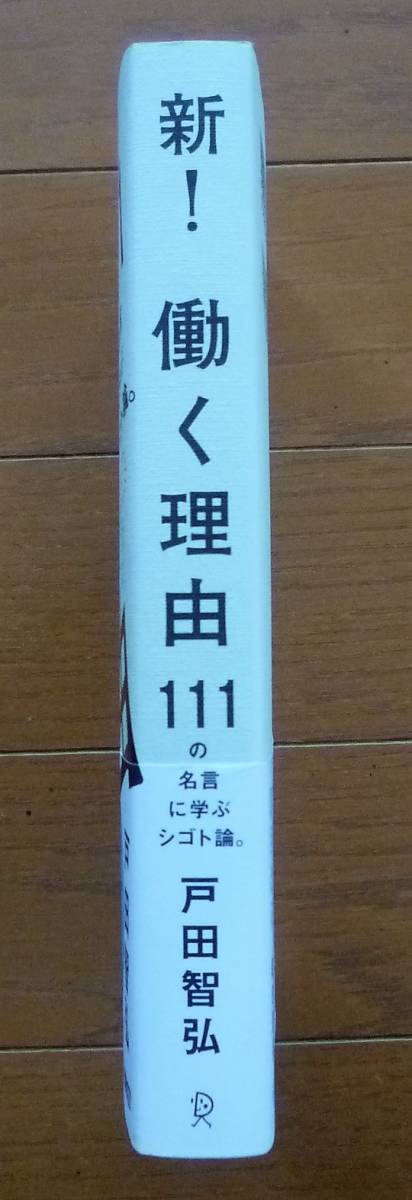 新！ 働く理由
111
の
名言
に学ぶ
シゴト論。
戸田智弘